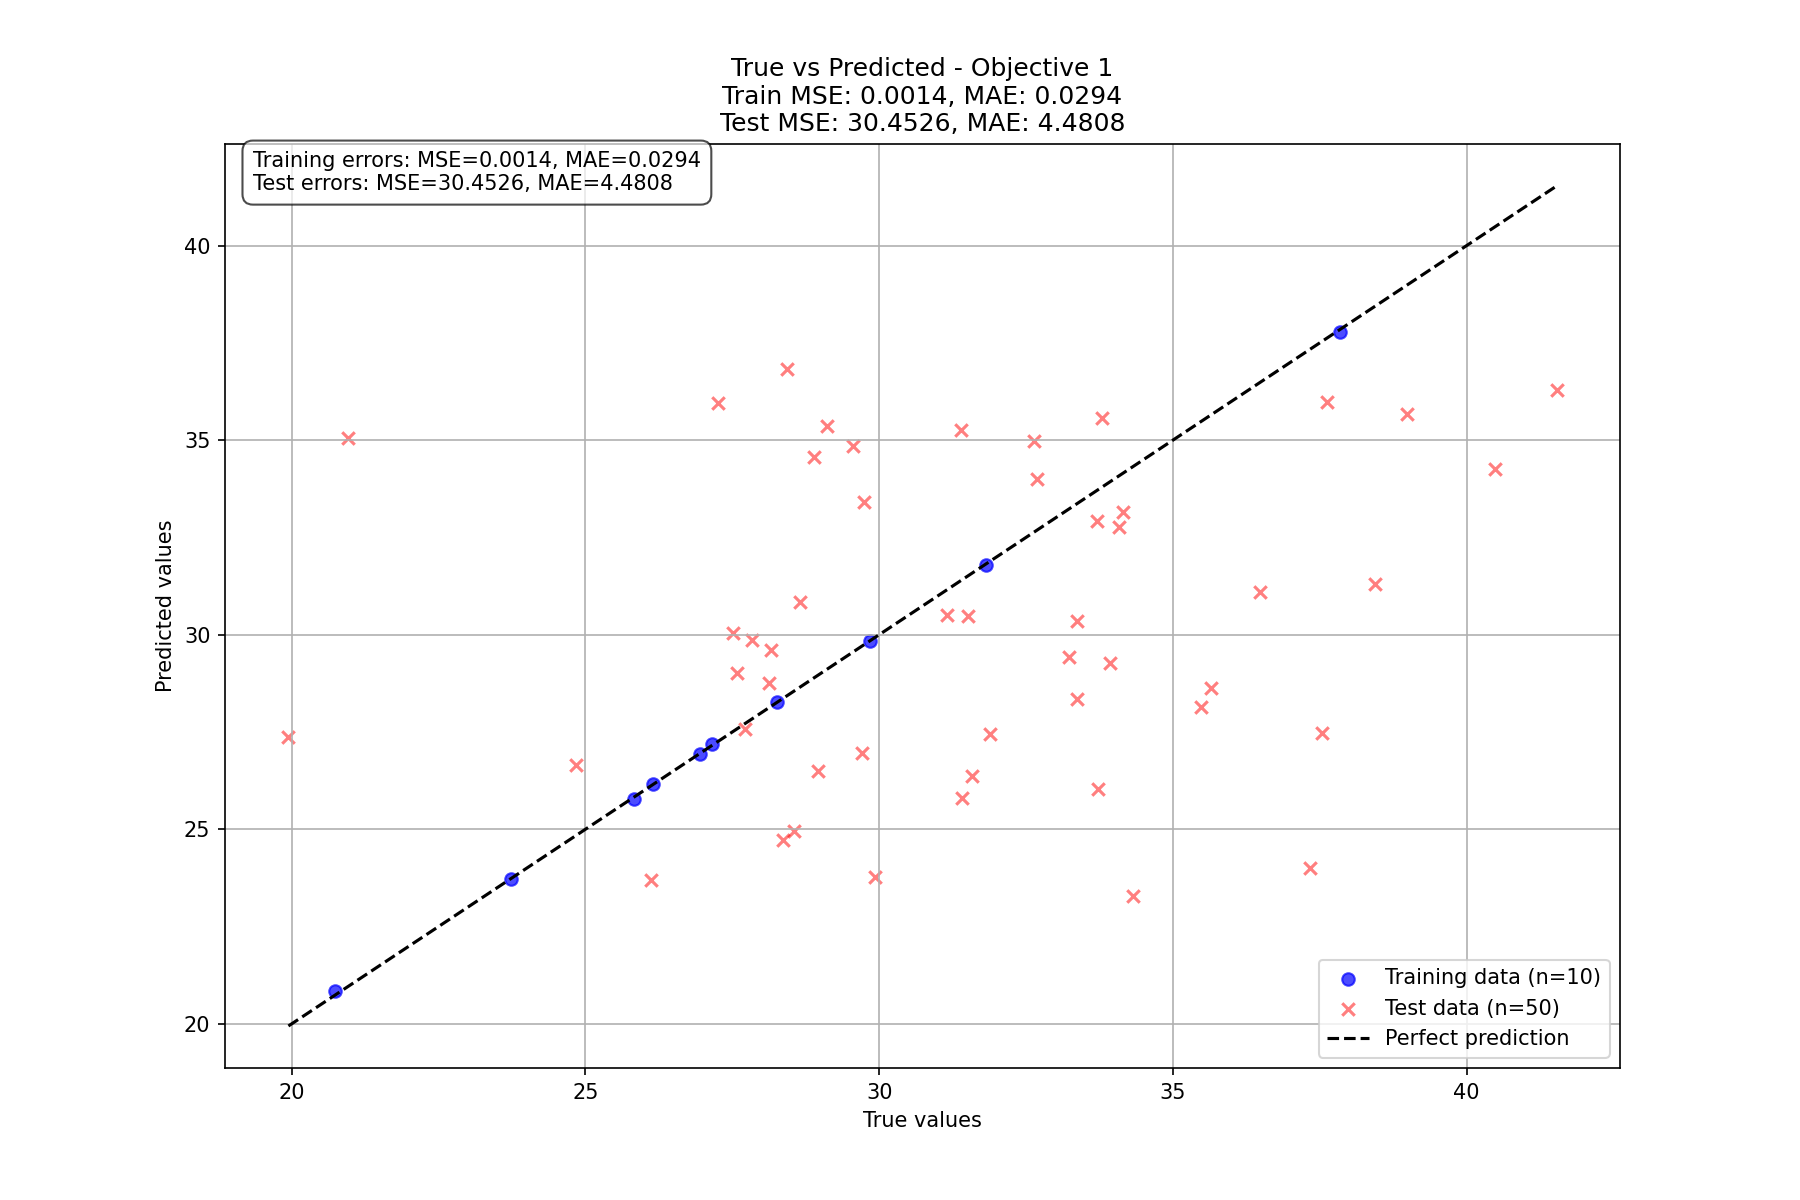 True vs Predicted - Objective 1
Train MSE: 0.0014, MAE: 0.0294
Test MSE: 30.4526, MAE: 4.4808
Training errors: MSE=0.0014, MAE=0.0294
Test errors: MSE=30.4526, MAE=4.4808
40
35
30
25
20
Predicted values
Training data (n=10)
Test data (n=50)
Perfect prediction
20 25 30 35 40
True values